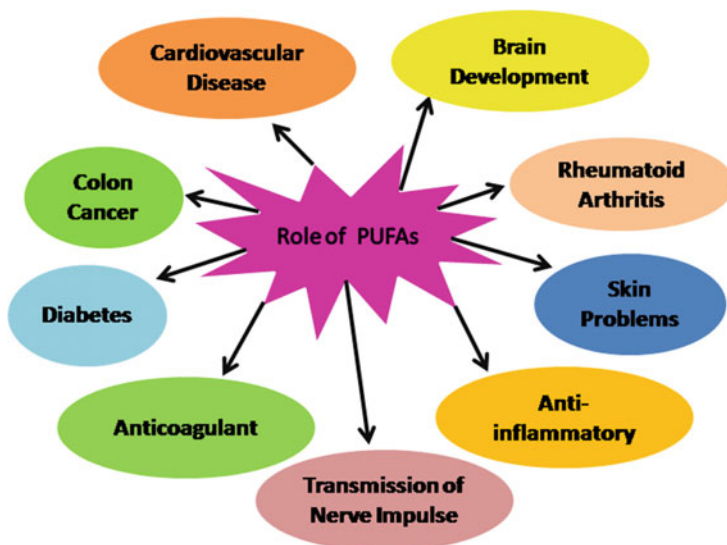 Cardiovascular
Disease
Brain
Development
Colon
Cancer
Rheumatoid
Arthritis
Role of PUFAs
Diabetes
Skin
Problems
Anticoagulant
Anti-
inflammatory
Transmission of
Nerve Impulse